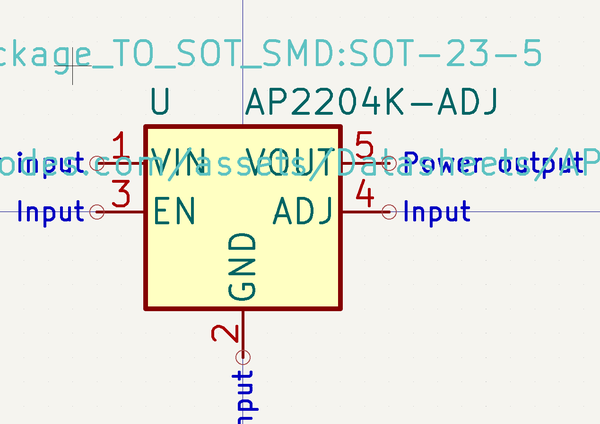 ckage_TO_SOT_SMD:SOT-23-5
U AP2204K-ADJ
1 5
input VIN VOUT Power output
odes.com/assets/Datasheets/AP
3 4
Input EN ADJ Input
GND
2
nput